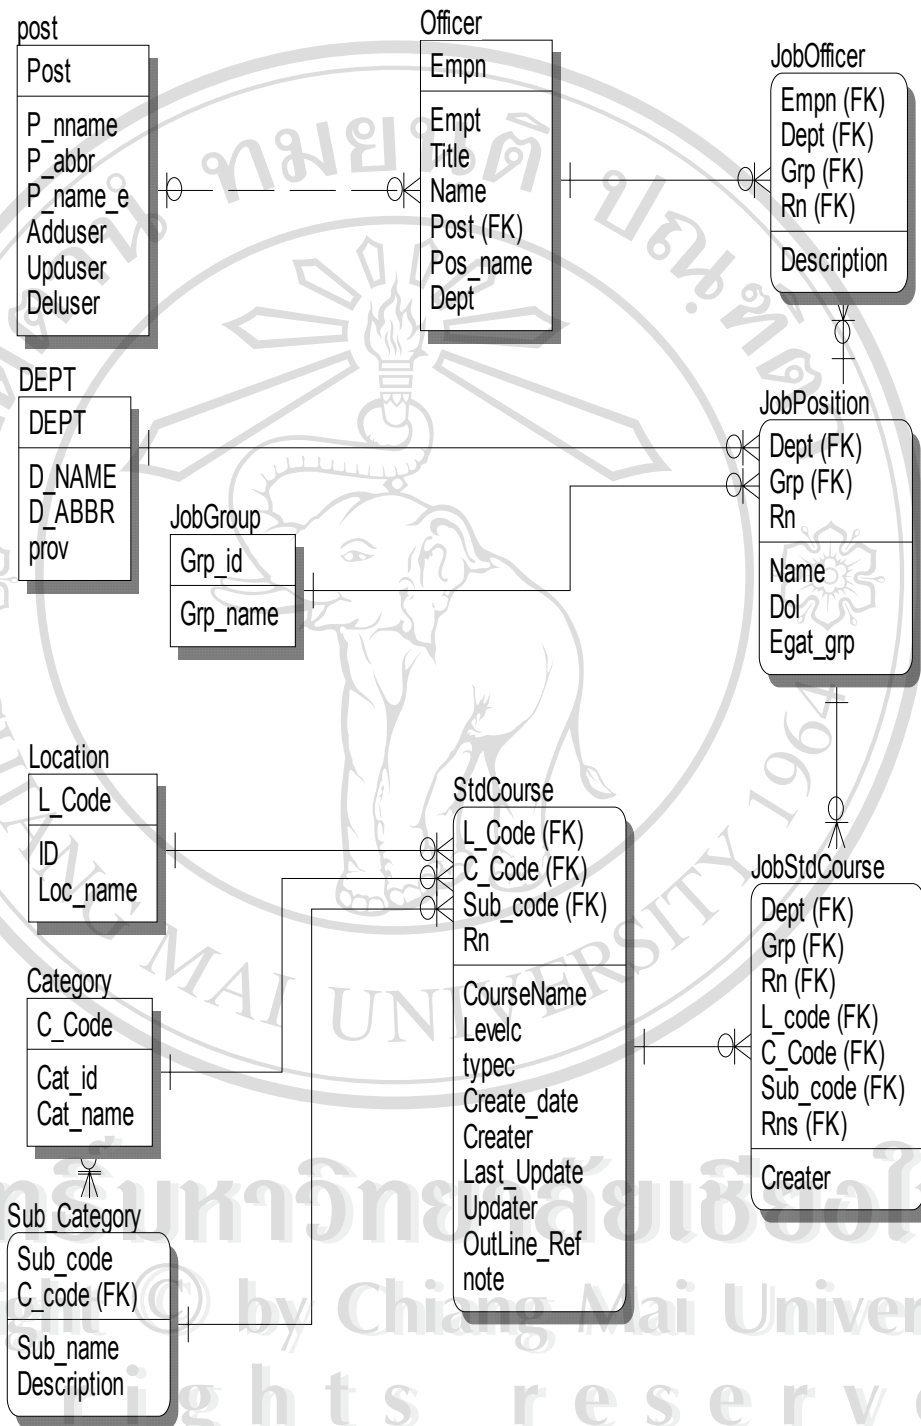 post
Post
P_nname
P_abbr
P_name_e
Adduser
Upduser
Deluser
Officer
Empn
Empt
Title
Name
Post (FK)
Pos_name
Dept
JobOfficer
Empn (FK)
Dept (FK)
Grp (FK)
Rn (FK)
Description
DEPT
DEPT
D_NAME
D_ABBR
prov
JobGroup
Grp_id
Grp_name
JobPosition
Dept (FK)
Grp (FK)
Rn
Name
Dol
Egat_grp
Location
L_Code
ID
Loc_name
Category
C_Code
Cat_id
Cat_name
Sub_Category
Sub_code
C_code (FK)
Sub_name
Description
StdCourse
L_Code (FK)
C_Code (FK)
Sub_code (FK)
Rn
CourseName
Levelc
typec
Create_date
Creater
Last_Update
Updater
OutLine_Ref
note
JobStdCourse
Dept (FK)
Grp (FK)
Rn (FK)
L_code (FK)
C_Code (FK)
Sub_code (FK)
Rns (FK)
Creater
MAI UNIVERSITY 1964
© by Chiang Mai Univer
rights reserv